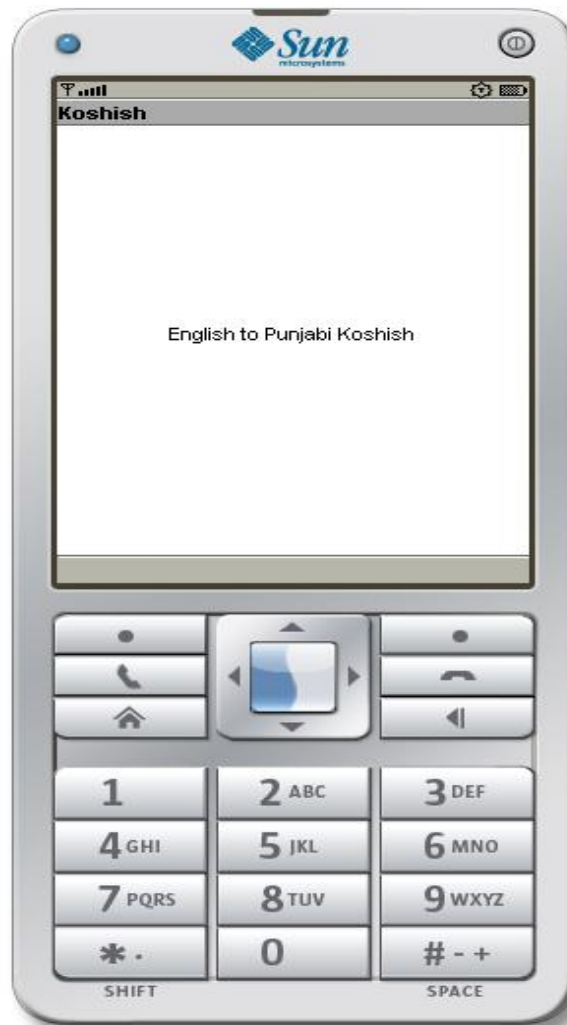 Sun
microsystems
Koshish
English to Punjabi Koshish
1
2 ABC
3 DEF
4 GHI
5 JKL
6 MNO
7 PQRS
8 TUV
9 WXYZ
* .
0
# - +
SHIFT
SPACE